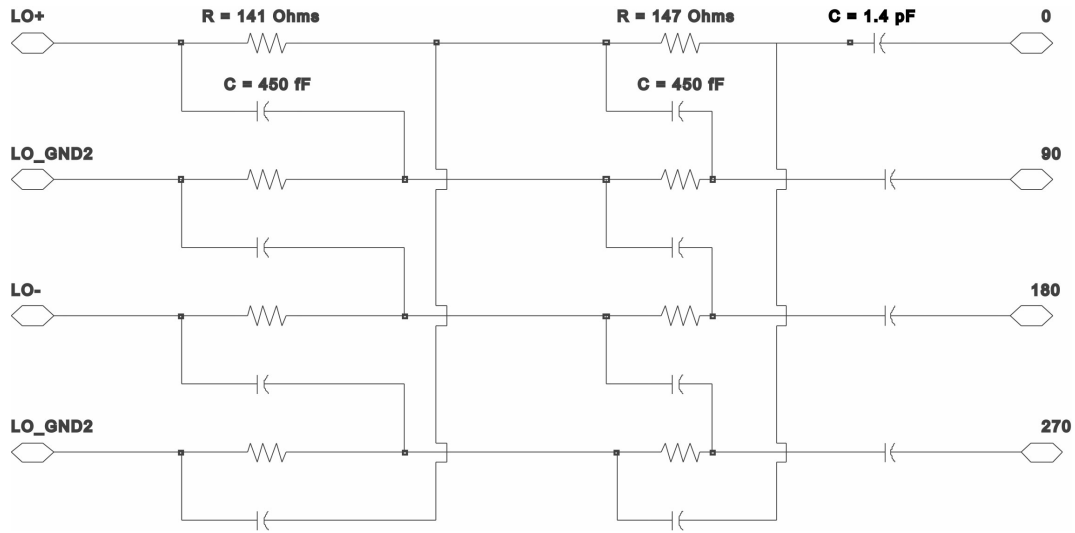 LO+
R = 141 Ohms
R = 147 Ohms
C = 1.4 pF
0
C = 450 fF
C = 450 fF
LO_GND2
90
LO-
180
LO_GND2
270